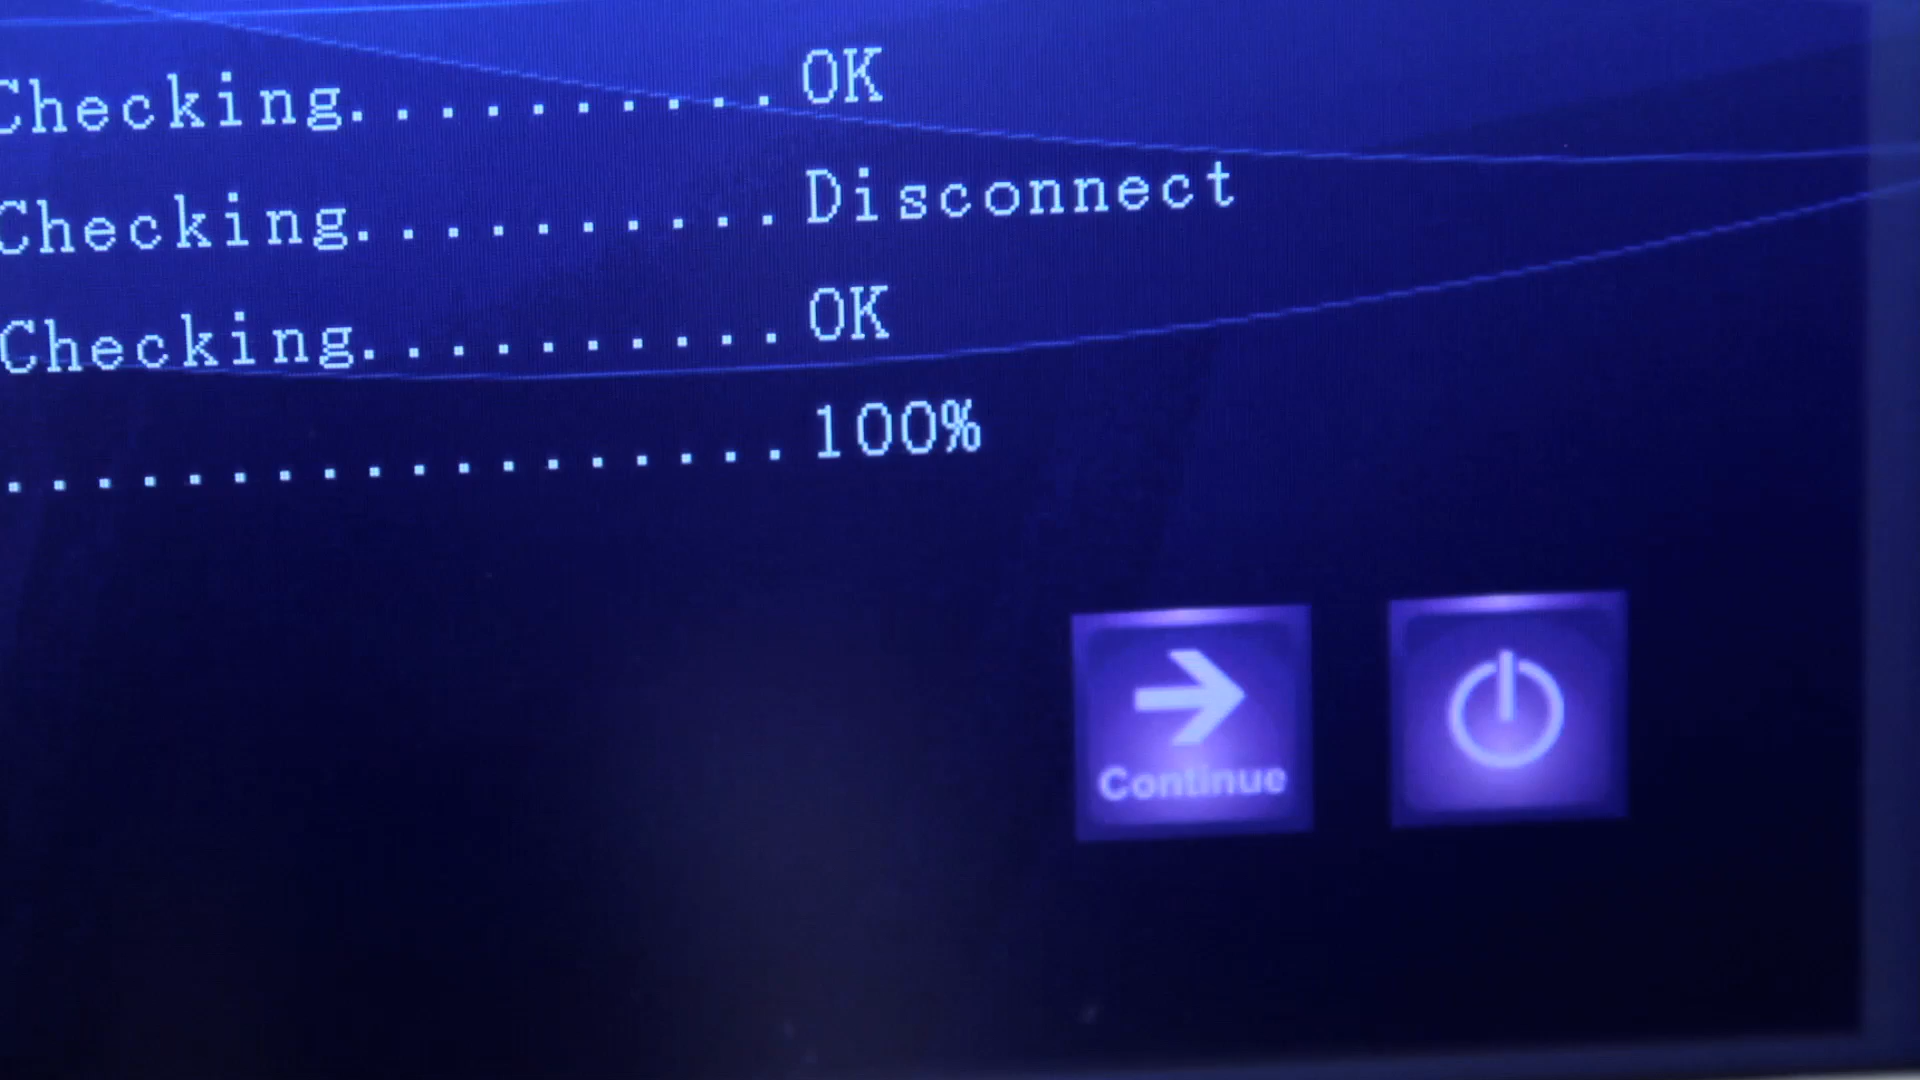 Checking..........OK
Checking..........Disconnect
Checking..........OK
..................100%
Continue